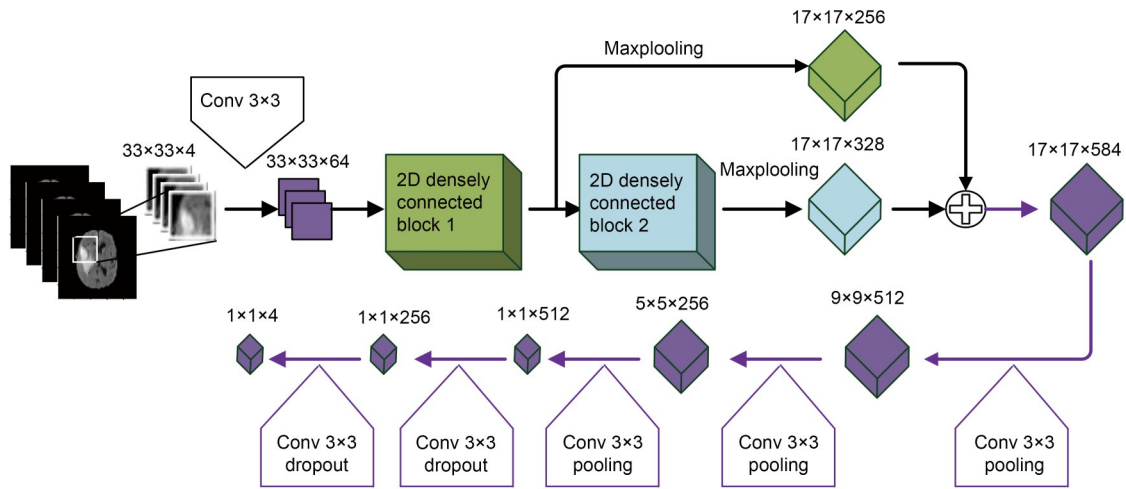 17×17×256
Maxplooling
Conv 3×3
33×33×4
33×33×64
2D densely
connected
block 1
2D densely
connected
block 2
Maxplooling
17×17×328
17×17×584
1×1×4
1×1×256
1×1×512
5×5×256
9×9×512
Conv 3×3
dropout
Conv 3×3
dropout
Conv 3×3
pooling
Conv 3×3
pooling
Conv 3×3
pooling